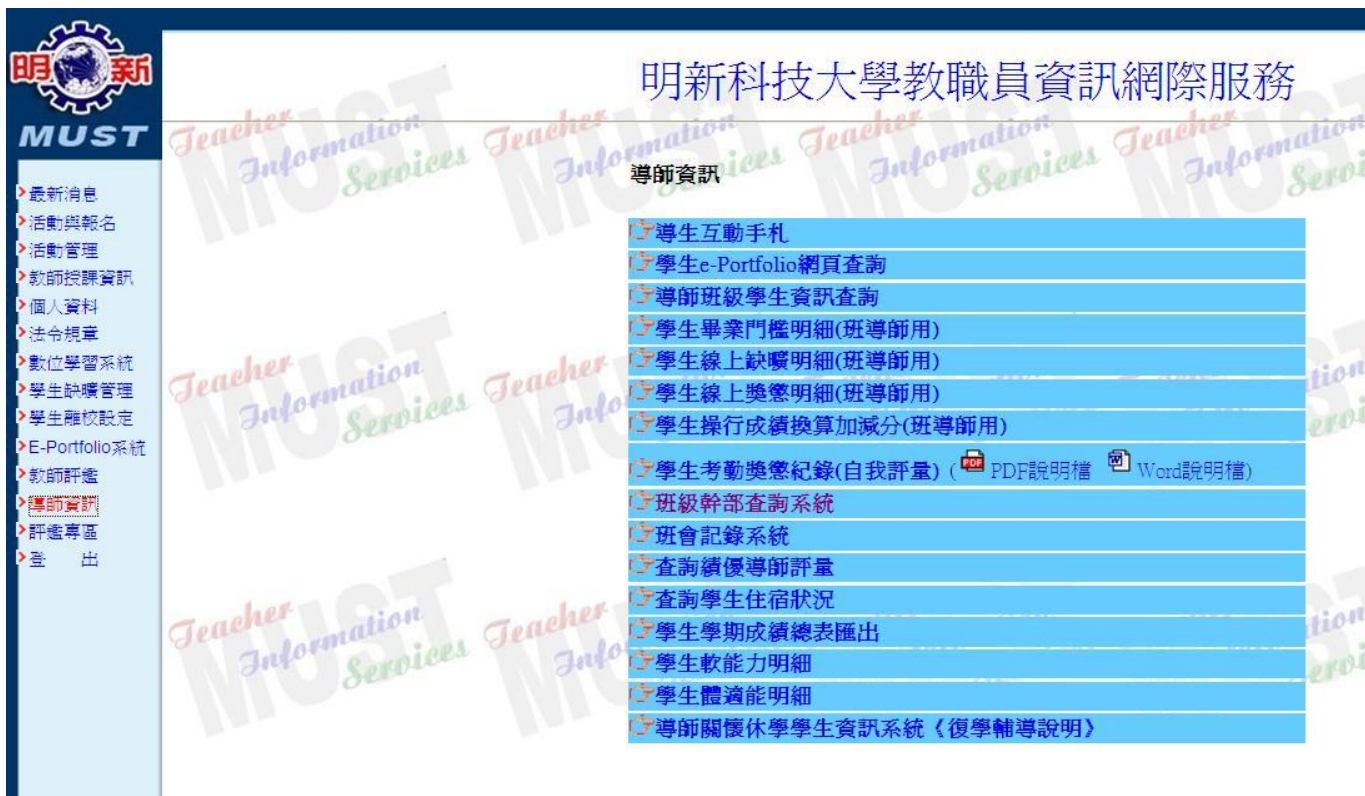 明新
MUST
明新科技大學教職員資訊網際服務
最新消息
活動與報名
活動管理
教師授課資訊
個人資料
法令規章
數位學習系統
學生缺曠管理
學生離校設定
E-Portfolio系統
教師評鑑
導師資訊
評鑑專區
登 出
導師資訊
導生互動手札
學生e-Portfolio網頁查詢
導師班級學生資訊查詢
學生畢業門檻明細(班導師用)
學生線上缺曠明細(班導師用)
學生線上獎懲明細(班導師用)
學生操行成績換算加減分(班導師用)
學生考勤獎懲紀錄(自我評量) ( PDF說明檔 Word說明檔)
班級幹部查詢系統
班會記錄系統
查詢績優導師評量
查詢學生住宿狀況
學生學期成績總表匯出
學生軟能力明細
學生體適能明細
導師關懷休學學生資訊系統《復學輔導說明》
MUST
Teacher
Information
Services